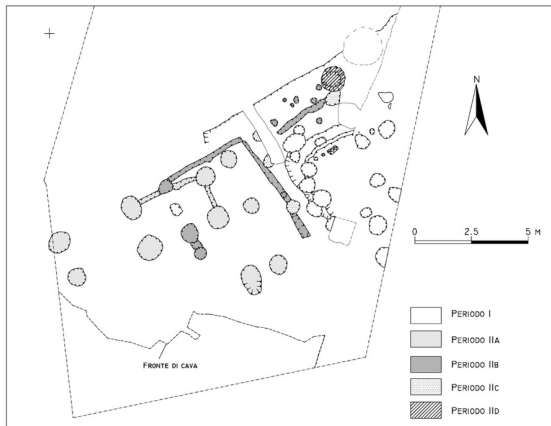 N
0 2.5 5 M
PERIODO I
PERIODO IIA
PERIODO IIB
PERIODO IIC
PERIODO IID
FRONTE DI CAVA